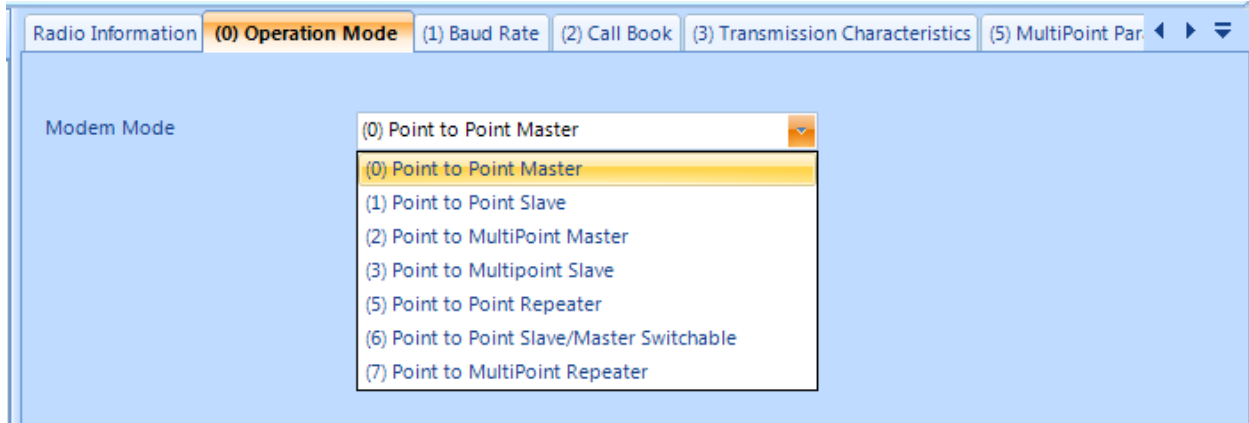 Radio Information (0) Operation Mode (1) Baud Rate (2) Call Book (3) Transmission Characteristics (5) MultiPoint Par
Modem Mode (0) Point to Point Master
(0) Point to Point Master
(1) Point to Point Slave
(2) Point to MultiPoint Master
(3) Point to Multipoint Slave
(5) Point to Point Repeater
(6) Point to Point Slave/Master Switchable
(7) Point to MultiPoint Repeater